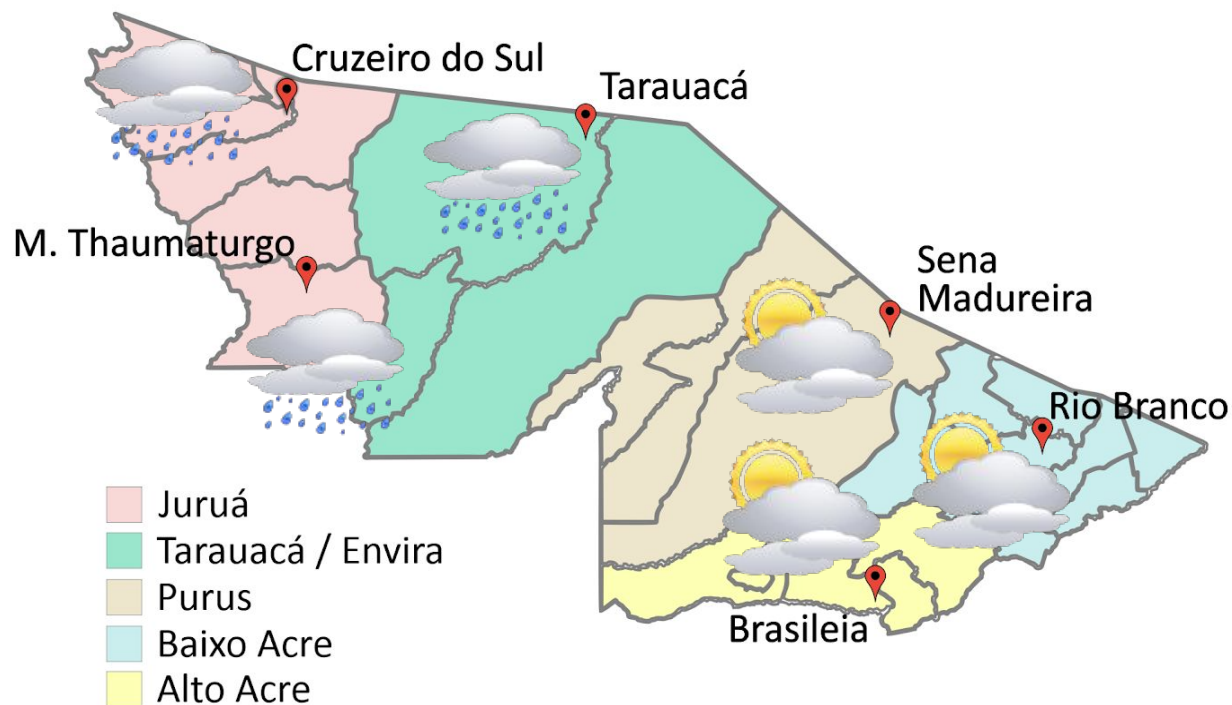 Cruzeiro do Sul
Tarauacá
M. Thaumaturgo
Sena
Madureira
Rio Branco
Brasileia
Juruá
Tarauacá / Envira
Purus
Baixo Acre
Alto Acre